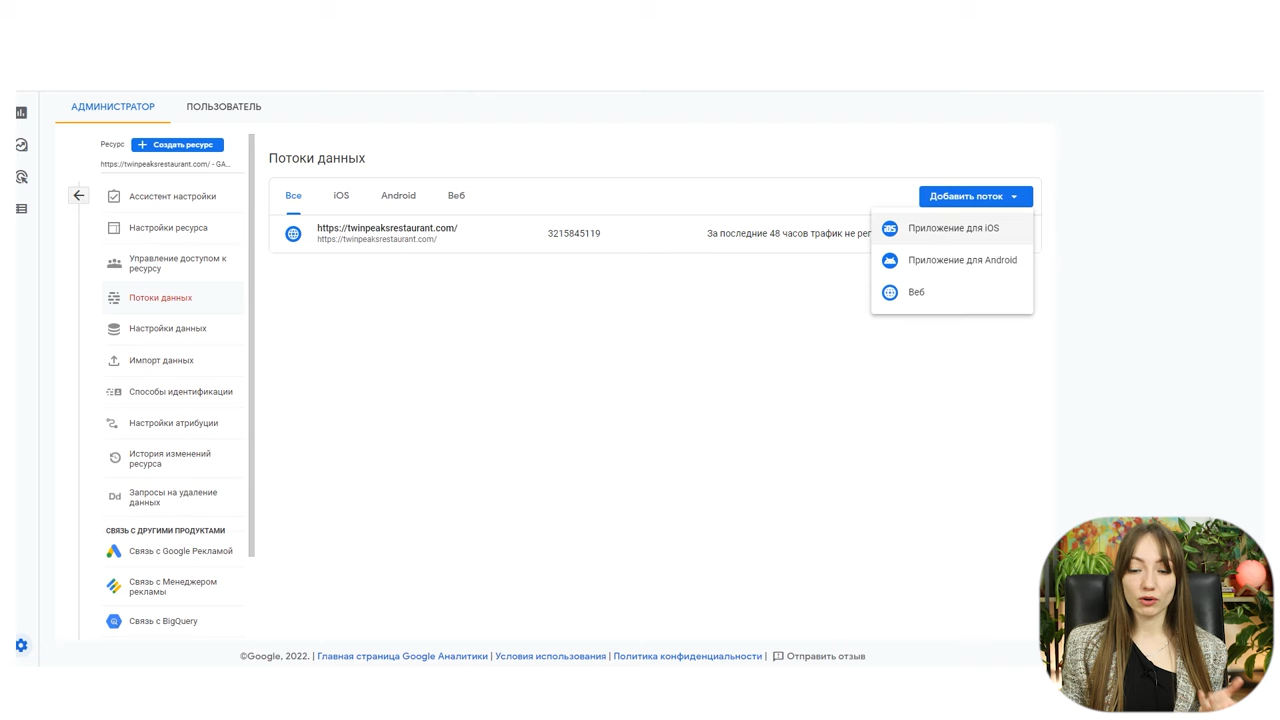 АДМИНИСТРАТОР ПОЛЬЗОВАТЕЛЬ
Ресурс
Создать ресурс
https://twinpeaksrestaurant.com/ - GA...
Ассистент настройки
Настройки ресурса
Управление доступом к
ресурсу
Потоки данных
Настройки данных
Импорт данных
Способы идентификации
Настройки атрибуции
История изменений
ресурса
Dd
Запросы на удаление
данных
СВЯЗЬ С ДРУГИМИ ПРОДУКТАМИ
Связь с Google Рекламой
Связь с Менеджером
рекламы
Связь с BigQuery
Потоки данных
Все iOS Android Веб
Добавить поток
https://twinpeaksrestaurant.com/
https://twinpeaksrestaurant.com/
3215845119
За последние 48 часов трафик не рег
iOS
Приложение для iOS
Приложение для Android
Веб
©Google, 2022. | Главная страница Google Аналитики | Условия использования | Политика конфиденциальности | Отправить отзыв